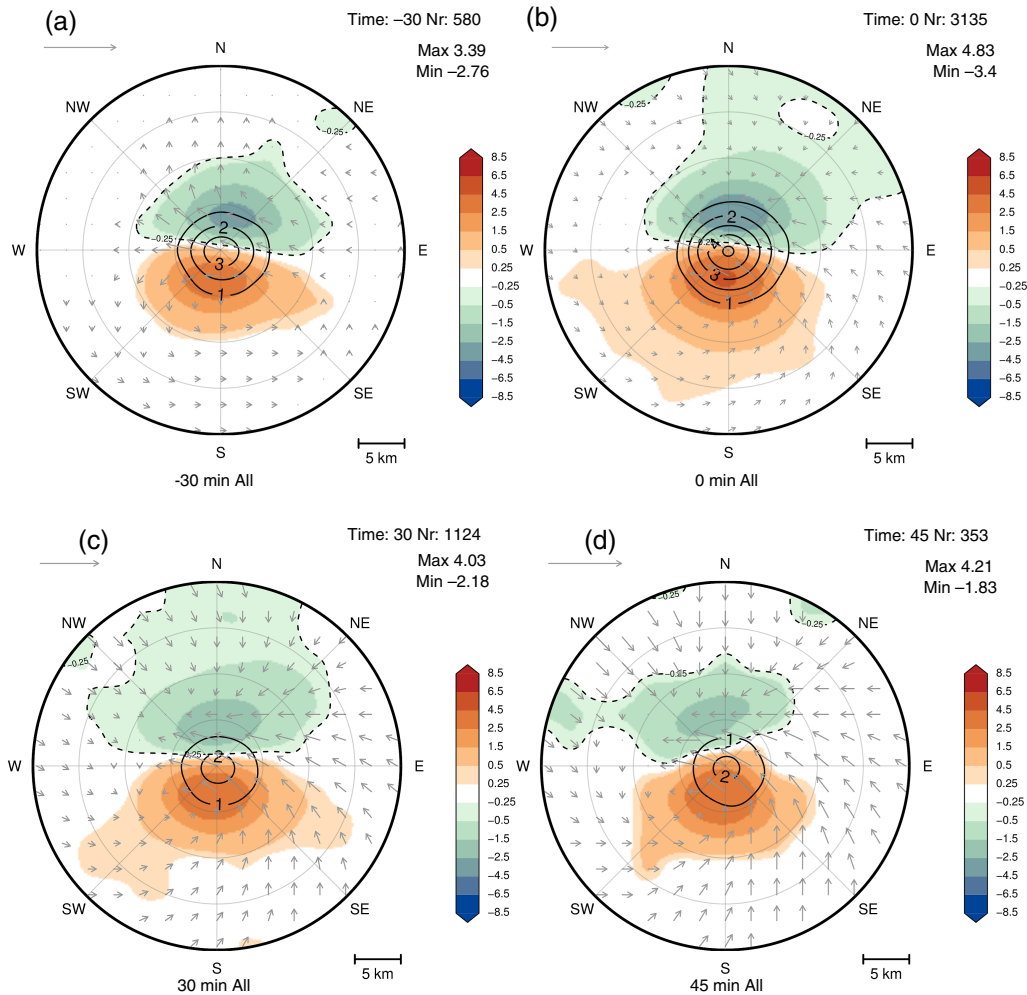 (a)
Time: –30 Nr: 580
Max 3.39
Min –2.76
N
NW
NE
W
E
SW
SE
S
–0.25
–0.25
2
3
1
8.5
6.5
4.5
2.5
1.5
0.5
0.25
–0.25
–0.5
–1.5
–2.5
–4.5
–6.5
–8.5
5 km
-30 min All
(b)
Time: 0 Nr: 3135
Max 4.83
Min –3.4
N
NW
NE
W
E
SW
SE
S
–0.25
–0.25
–0.25
2
4
3
1
8.5
6.5
4.5
2.5
1.5
0.5
0.25
–0.25
–0.5
–1.5
–2.5
–4.5
–6.5
–8.5
5 km
0 min All
(c)
Time: 30 Nr: 1124
Max 4.03
Min –2.18
N
NW
NE
W
E
SW
SE
S
–0.25
–0.25
2
1
8.5
6.5
4.5
2.5
1.5
0.5
0.25
–0.25
–0.5
–1.5
–2.5
–4.5
–6.5
–8.5
5 km
30 min All
(d)
Time: 45 Nr: 353
Max 4.21
Min –1.83
N
NW
NE
W
E
SW
SE
S
–0.25
–0.25
–0.25
1
2
8.5
6.5
4.5
2.5
1.5
0.5
0.25
–0.25
–0.5
–1.5
–2.5
–4.5
–6.5
–8.5
5 km
45 min All